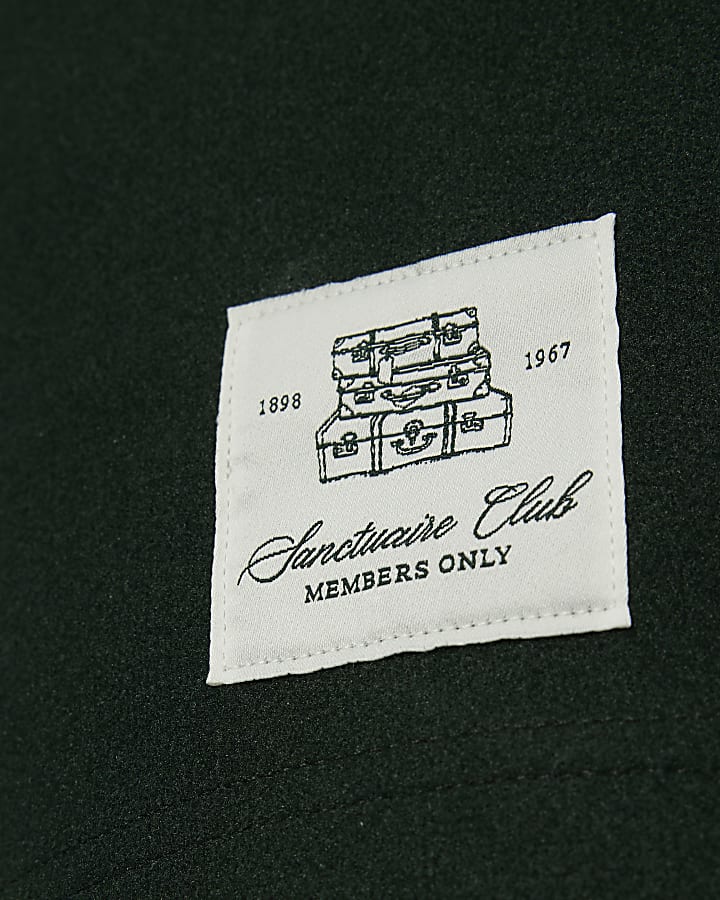 1898 1967
Sanctuaire Club
MEMBERS ONLY